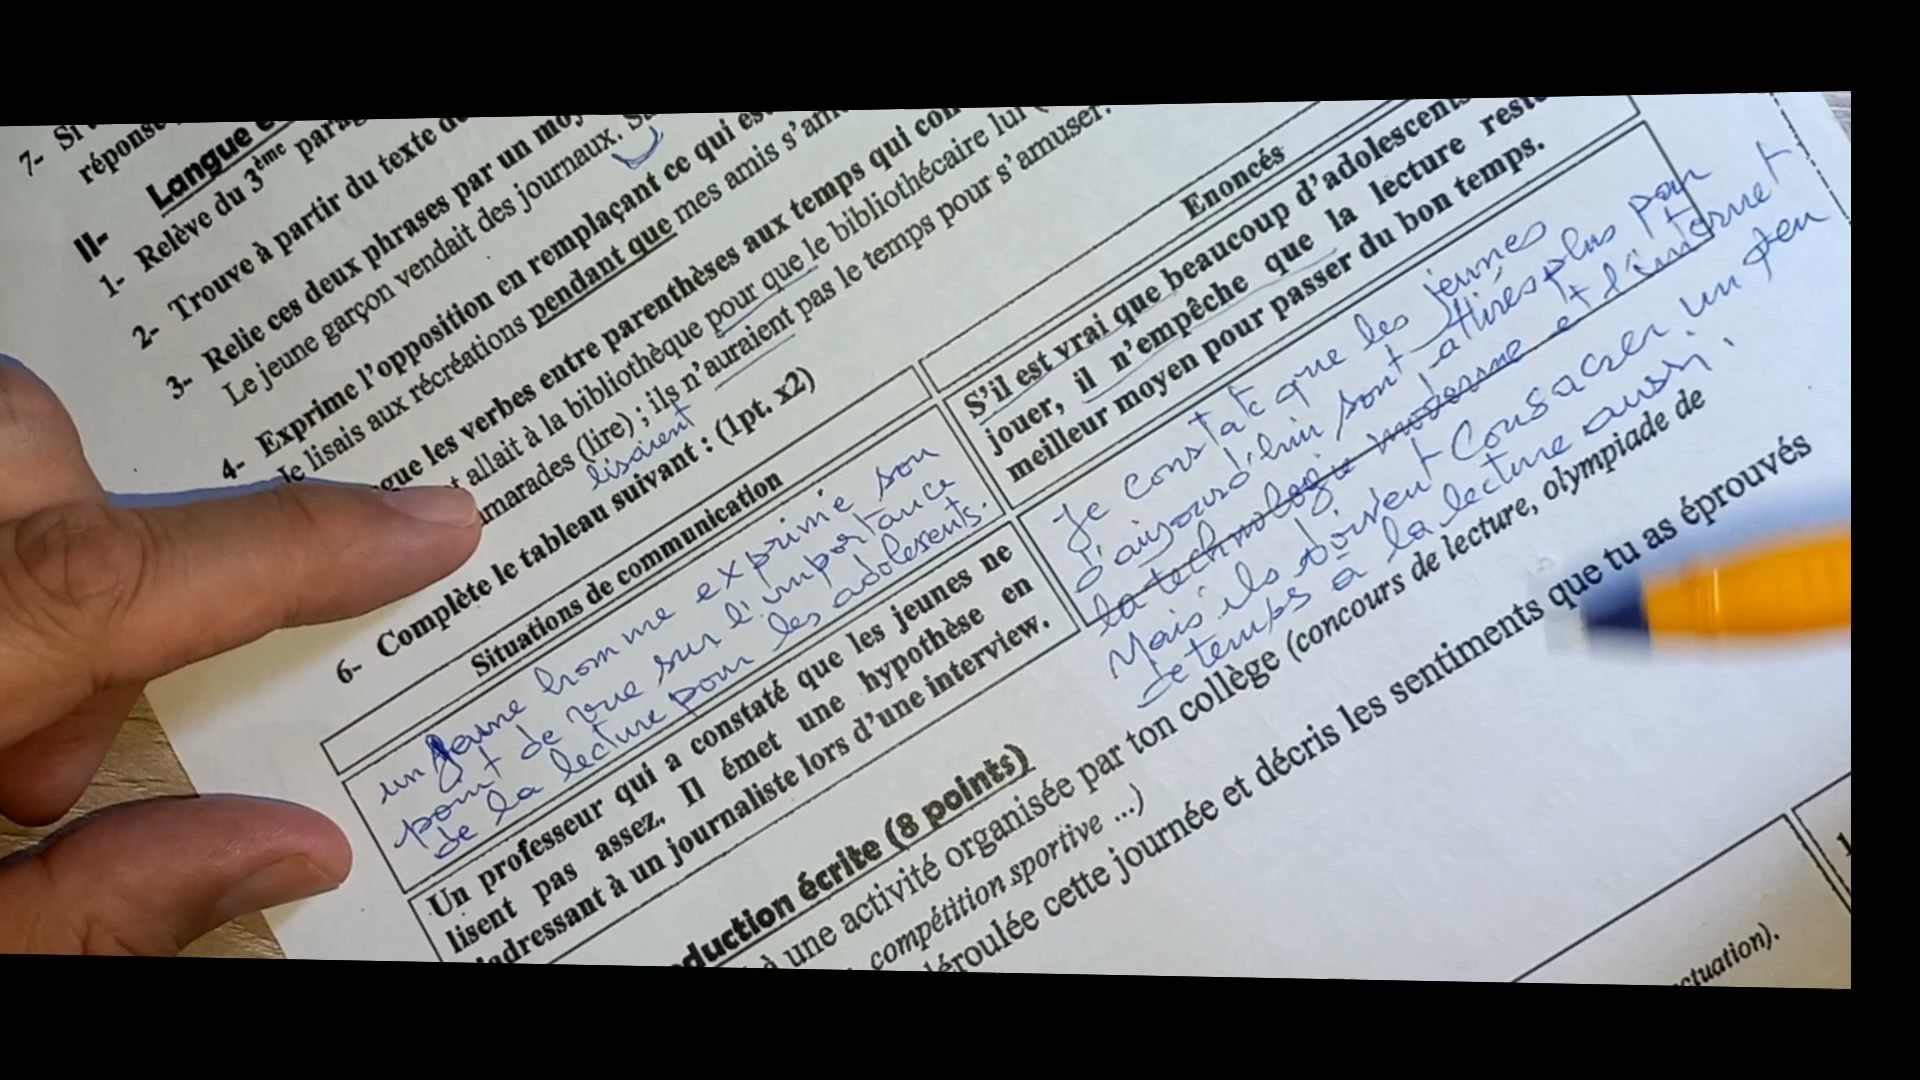 7- Si
réponse
II- Langue e
1- Relève du 3ème parag
2- Trouve à partir du texte de
3- Relie ces deux phrases par un moy
Le jeune garçon vendait des journaux. S
4- Exprime l'opposition en remplaçant ce qui es
Je lisais aux récréations pendant que mes amis s'am
gue les verbes entre parenthèses aux temps qui con
t allait à la bibliothèque pour que le bibliothécaire lui (
amarades (lire) ; ils n'auraient pas le temps pour s'amuser.
lisaient
6- Complète le tableau suivant : (1pt. x2)
Situations de communication
Enoncés
un jeune homme exprime son
point de vue sur l'importance
de la lecture pour les adolesents.
S'il est vrai que beaucoup d'adolescents
jouer, il n'empêche que la lecture reste
meilleur moyen pour passer du bon temps.
Un professeur qui a constaté que les jeunes ne
lisent pas assez. Il émet une hypothèse en
'adressant à un journaliste lors d'une interview.
Je constate que les jeunes
d'aujourd'hui sont attirés plus par
la technologie moderne et l'internet
Mais ils doivent consacrer un peu
de temps à la lecture aussi.
duction écrite (8 points)
à une activité organisée par ton collège (concours de lecture, olympiade de
compétition sportive ...)
éroulée cette journée et décris les sentiments que tu as éprouvés
ctuation).